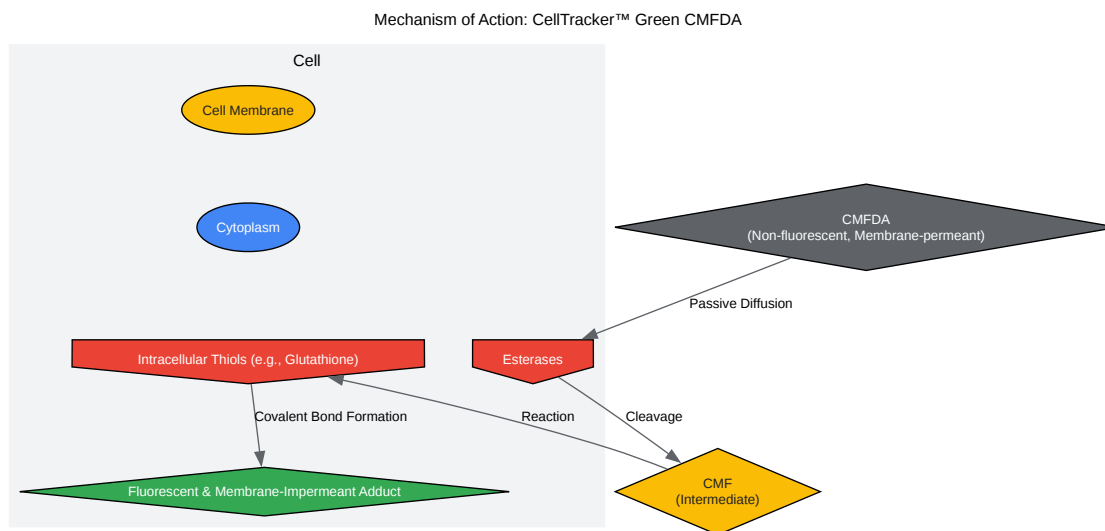 Mechanism of Action: CellTracker™ Green CMFDA
Cell
Cell Membrane
Cytoplasm
CMFDA
(Non-fluorescent, Membrane-permeant)
Passive Diffusion
Intracellular Thiols (e.g., Glutathione)
Esterases
Covalent Bond Formation
Reaction
Cleavage
Fluorescent & Membrane-Impermeant Adduct
CMF
(Intermediate)